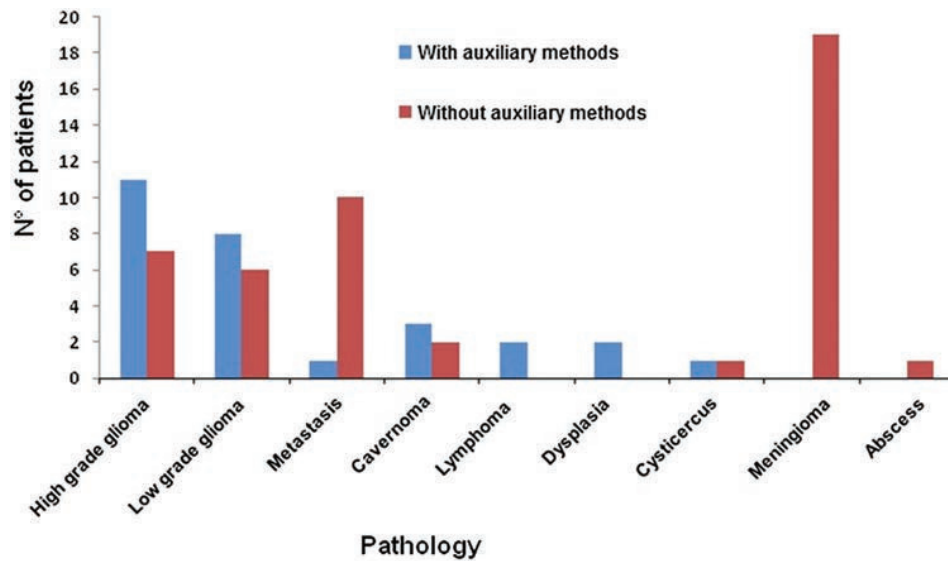 N° of patients
20
18
16
14
12
10
8
6
4
2
0
With auxiliary methods
Without auxiliary methods
High grade glioma
Low grade glioma
Metastasis
Cavernoma
Lymphoma
Dysplasia
Cysticercus
Meningioma
Abscess
Pathology